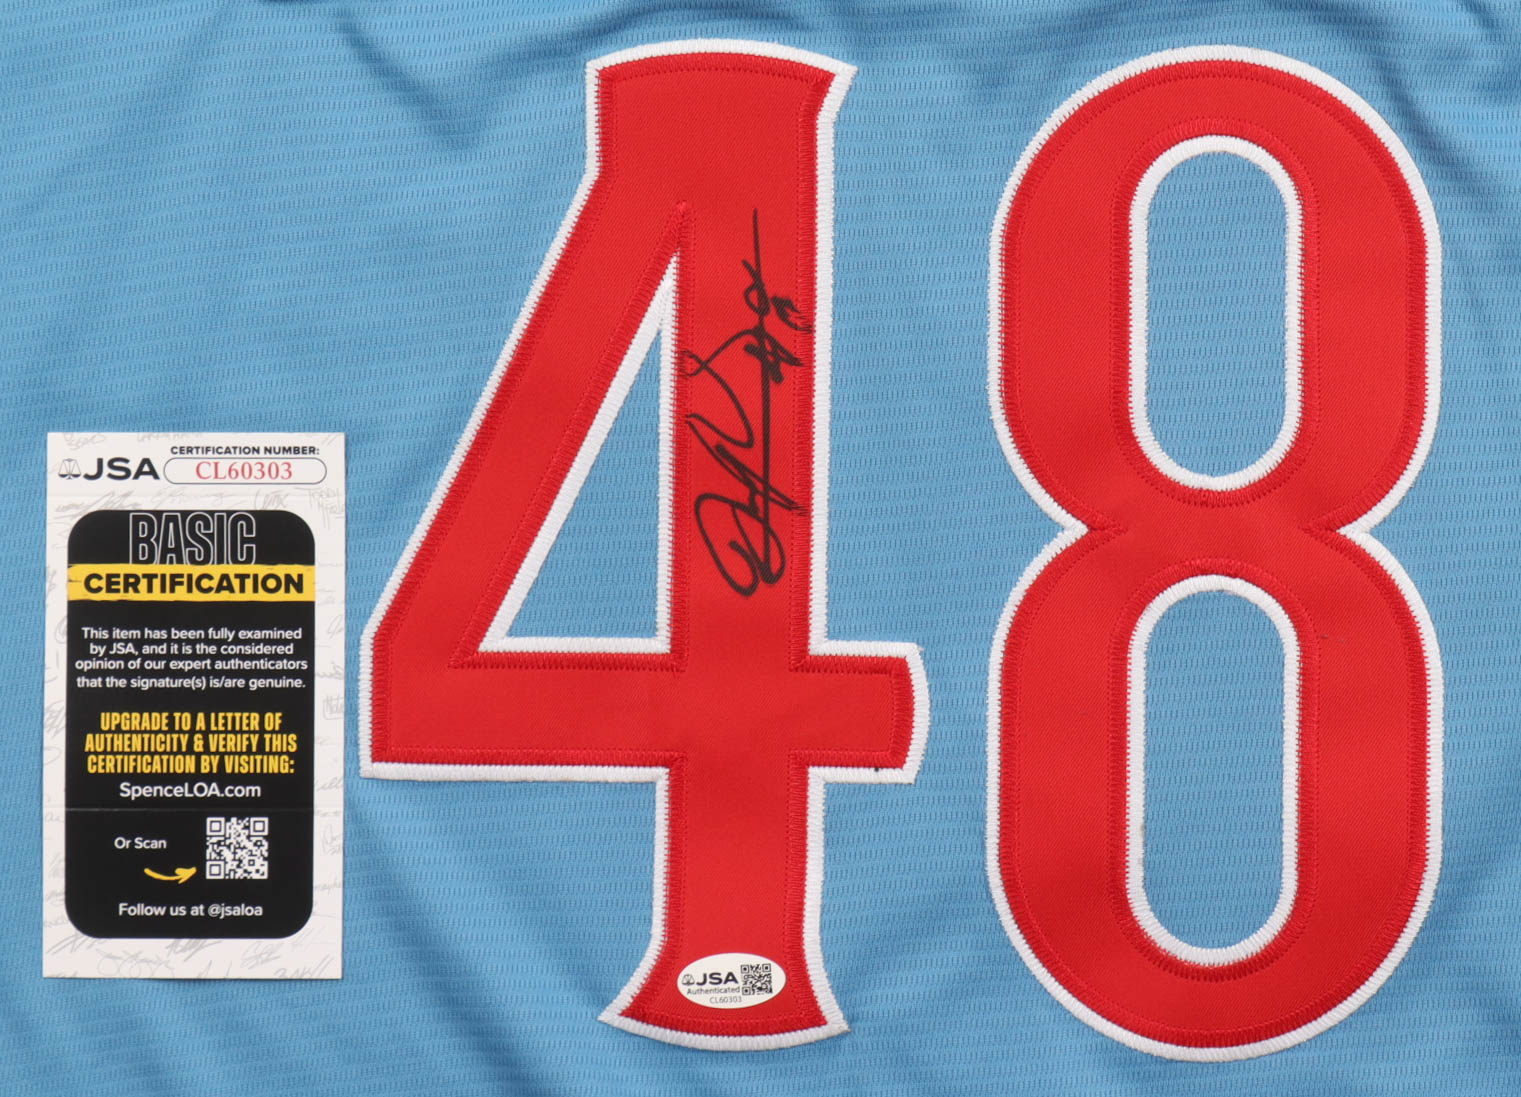 48
JSA
CERTIFICATION NUMBER:
CL60303
BASIC
CERTIFICATION
This item has been fully examined
by JSA, and it is the considered
opinion of our expert authenticators
that the signature(s) is/are genuine.
UPGRADE TO A LETTER OF
AUTHENTICITY & VERIFY THIS
CERTIFICATION BY VISITING:
SpenceLOA.com
Or Scan
Follow us at @jsaloa
JSA
Authenticated
CL60303